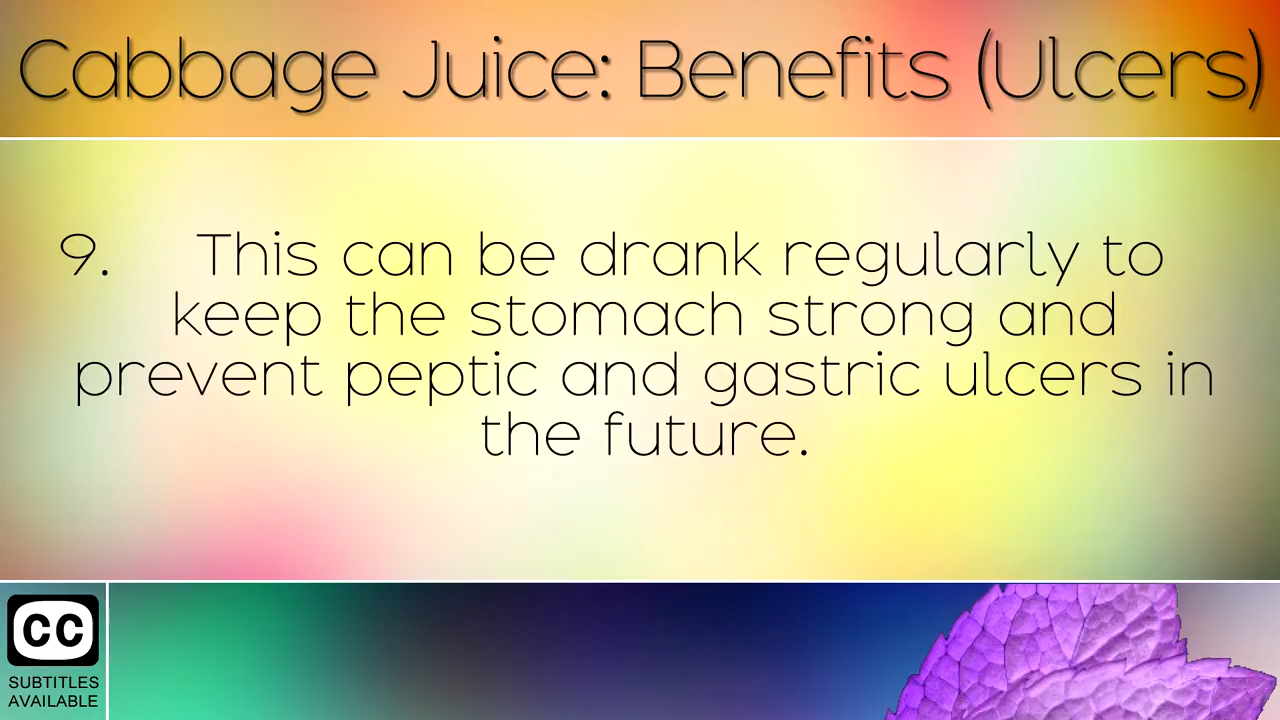 Cabbage Juice: Benefits (Ulcers)
9. This can be drank regularly to
keep the stomach strong and
prevent peptic and gastric ulcers in
the future.
CC
SUBTITLES
AVAILABLE